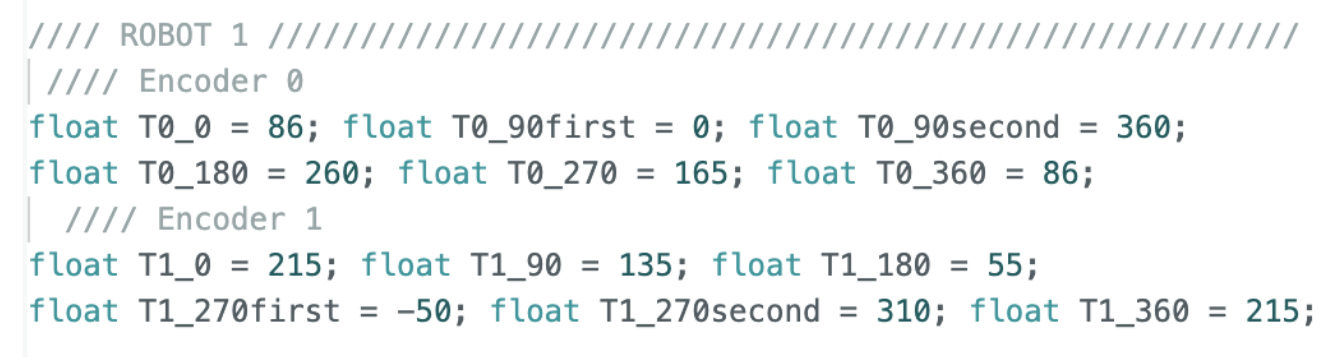 //// ROBOT 1 ////////////////////////////////////////////////////////
//// Encoder 0
float T0_0 = 86; float T0_90first = 0; float T0_90second = 360;
float T0_180 = 260; float T0_270 = 165; float T0_360 = 86;
//// Encoder 1
float T1_0 = 215; float T1_90 = 135; float T1_180 = 55;
float T1_270first = -50; float T1_270second = 310; float T1_360 = 215;